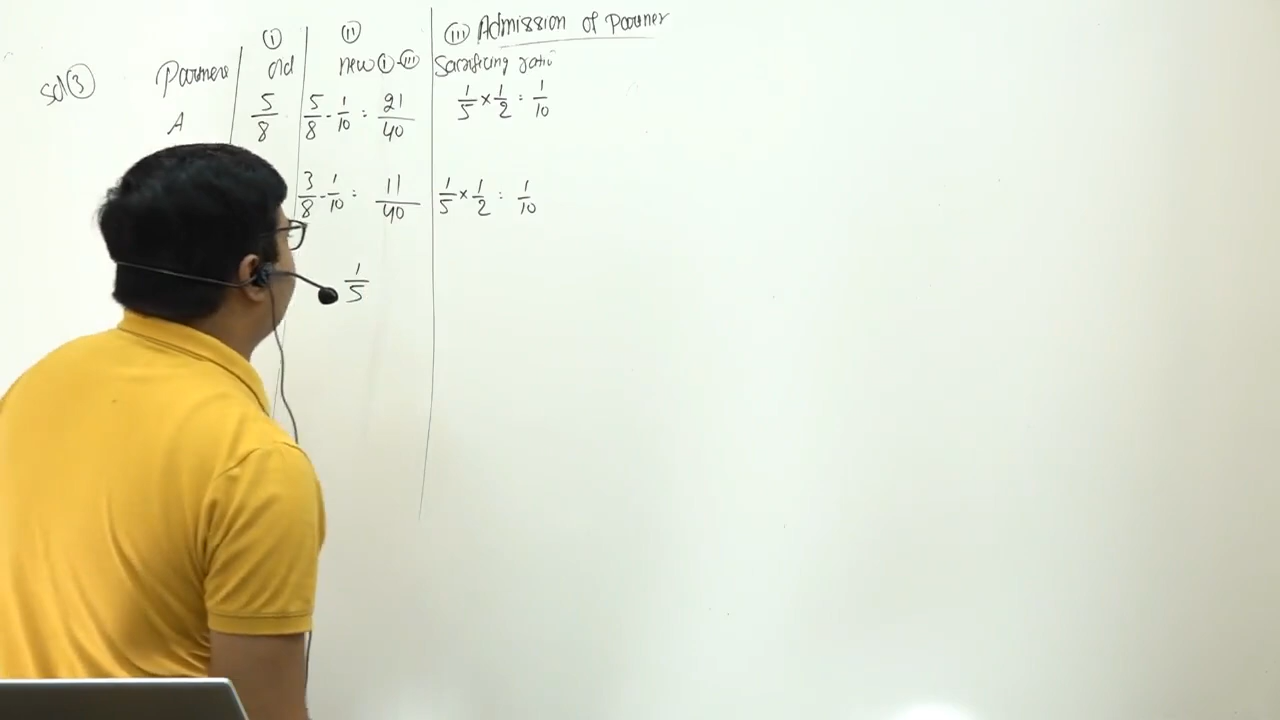 (III) Admission of Partner
(I) (II)
Sol (3) Partners old new (I)-(III) Sacrificing ratio
A 5/8 5/8 - 1/10 = 21/40 1/5 × 1/2 = 1/10
3/8 - 1/10 = 11/40 1/5 × 1/2 = 1/10
1/5